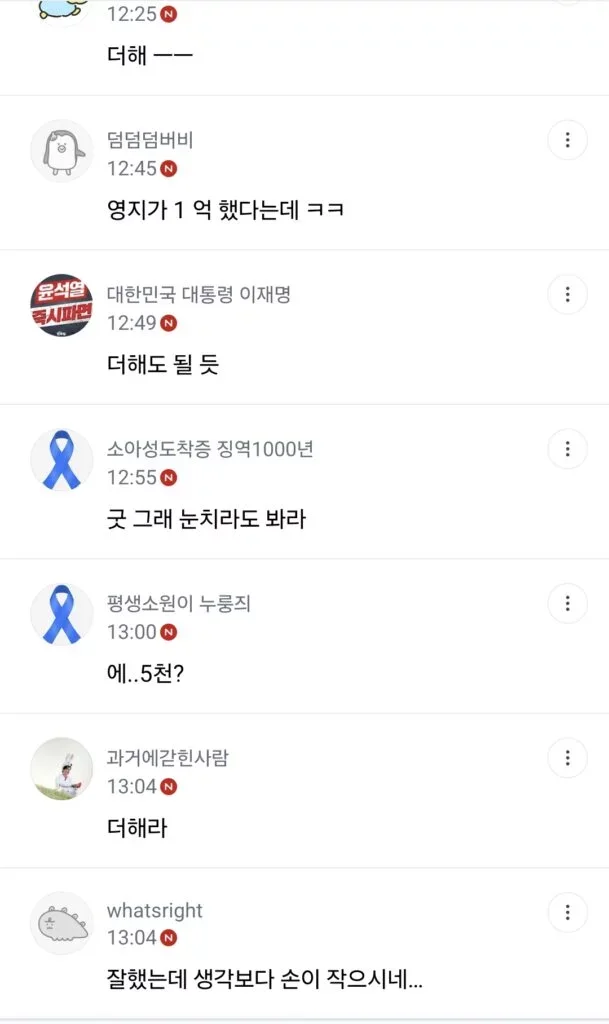 12:25 N
더해 ㅡㅡ
덤덤덤버비
12:45 N
영지가 1 억 했다는데 ㅋㅋ
윤석열
즉시파면
대한민국 대통령 이재명
12:49 N
더해도 될 듯
소아성도착증 징역1000년
12:55 N
굿 그래 눈치라도 봐라
평생소원이 누룽즤
13:00 N
에..5천?
과거에갇힌사람
13:04 N
더해라
whatsright
13:04 N
잘했는데 생각보다 손이 작으시네...